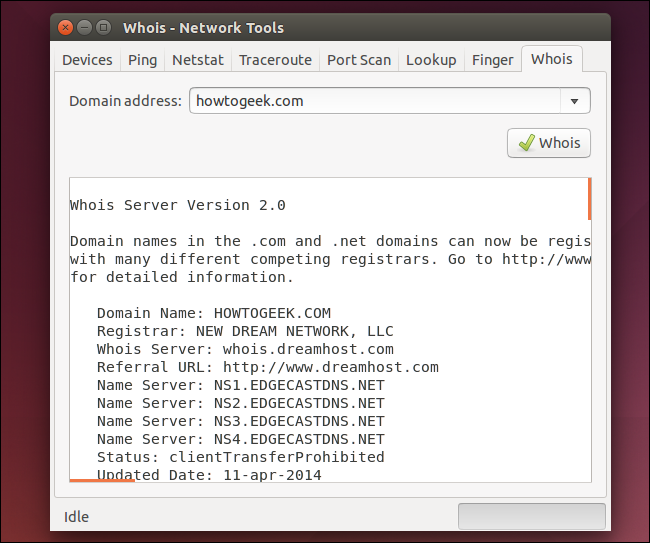 Whois - Network Tools
Devices Ping Netstat Traceroute Port Scan Lookup Finger Whois
Domain address: howtogeek.com
Whois
Whois Server Version 2.0
Domain names in the .com and .net domains can now be regis
with many different competing registrars. Go to http://www
for detailed information.
Domain Name: HOWTOGEEK.COM
Registrar: NEW DREAM NETWORK, LLC
Whois Server: whois.dreamhost.com
Referral URL: http://www.dreamhost.com
Name Server: NS1.EDGECASTDNS.NET
Name Server: NS2.EDGECASTDNS.NET
Name Server: NS3.EDGECASTDNS.NET
Name Server: NS4.EDGECASTDNS.NET
Status: clientTransferProhibited
Updated Date: 11-apr-2014
Idle